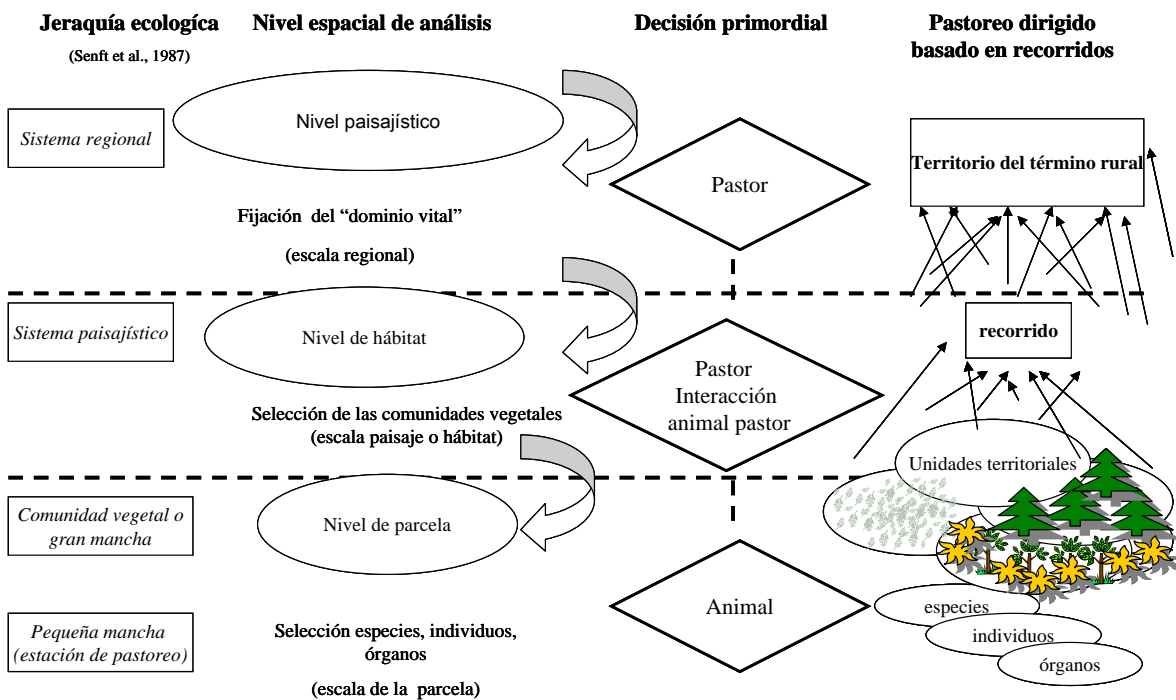 Jeraquía ecologíca
(Senft et al., 1987)
Nivel espacial de análisis
Decisión primordial
Pastoreo dirigido
basado en recorridos
Sistema regional
Nivel paisajístico
Pastor
Territorio del término rural
Fijación del “dominio vital”
(escala regional)
Sistema paisajístico
Nivel de hábitat
Pastor
Interacción
animal pastor
recorrido
Selección de las comunidades vegetales
(escala paisaje o hábitat)
Unidades territoriales
Comunidad vegetal o
gran mancha
Nivel de parcela
Animal
especies
individuos
órganos
Pequeña mancha
(estación de pastoreo)
Selección especies, individuos,
órganos
(escala de la parcela)